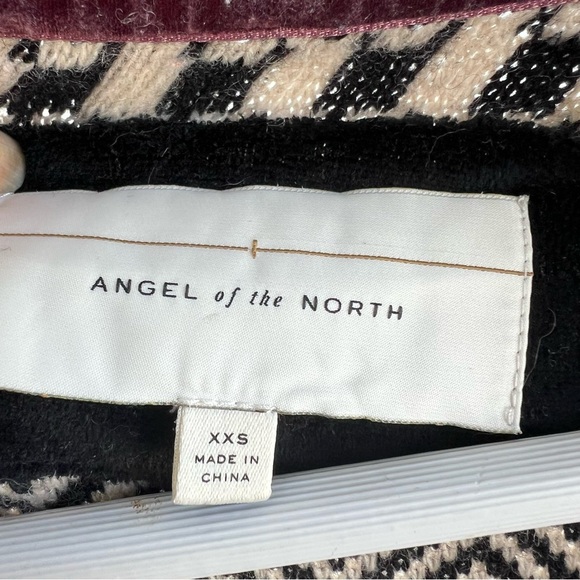 ANGEL of the NORTH
XXS
MADE IN
CHINA